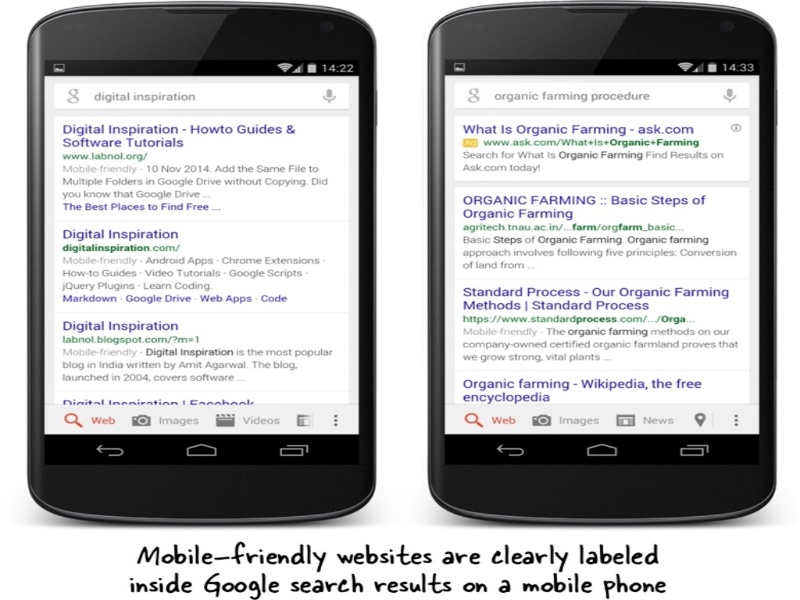 14:22
digital inspiration
Digital Inspiration - Howto Guides &
Software Tutorials
www.labnol.org/
Mobile-friendly - 10 Nov 2014. Add the Same File to
Multiple Folders in Google Drive without Copying. Did
you know that Google Drive ...
The Best Places to Find Free ...
Digital Inspiration
digitalinspiration.com/
Mobile-friendly - Android Apps · Chrome Extensions ·
How-to Guides · Video Tutorials · Google Scripts ·
jQuery Plugins · Learn Coding.
Markdown - Google Drive - Web Apps - Code
Digital Inspiration
labnol.blogspot.com/?m=1
Mobile-friendly - Digital Inspiration is the most popular
blog in India written by Amit Agarwal. The blog,
launched in 2004, covers software ...
Digital Inspiration | Facebook
Web Images Videos
14:33
organic farming procedure
What Is Organic Farming - ask.com
Ad www.ask.com/What+Is+Organic+Farming
Search for What Is Organic Farming Find Results on
Ask.com today!
ORGANIC FARMING :: Basic Steps of
Organic Farming
agritech.tnau.ac.in/...farm/orgfarm_basic...
Basic Steps of Organic Farming. Organic farming
approach involves following five principles: Conversion
of land from ...
Standard Process - Our Organic Farming
Methods | Standard Process
https://www.standardprocess.com/.../Orga...
Mobile-friendly - The organic farming methods on our
company-owned certified organic farmland proves that
we grow strong, vital plants ...
Organic farming - Wikipedia, the free
encyclopedia
Web Images News
Mobile-friendly websites are clearly labeled
inside Google search results on a mobile phone